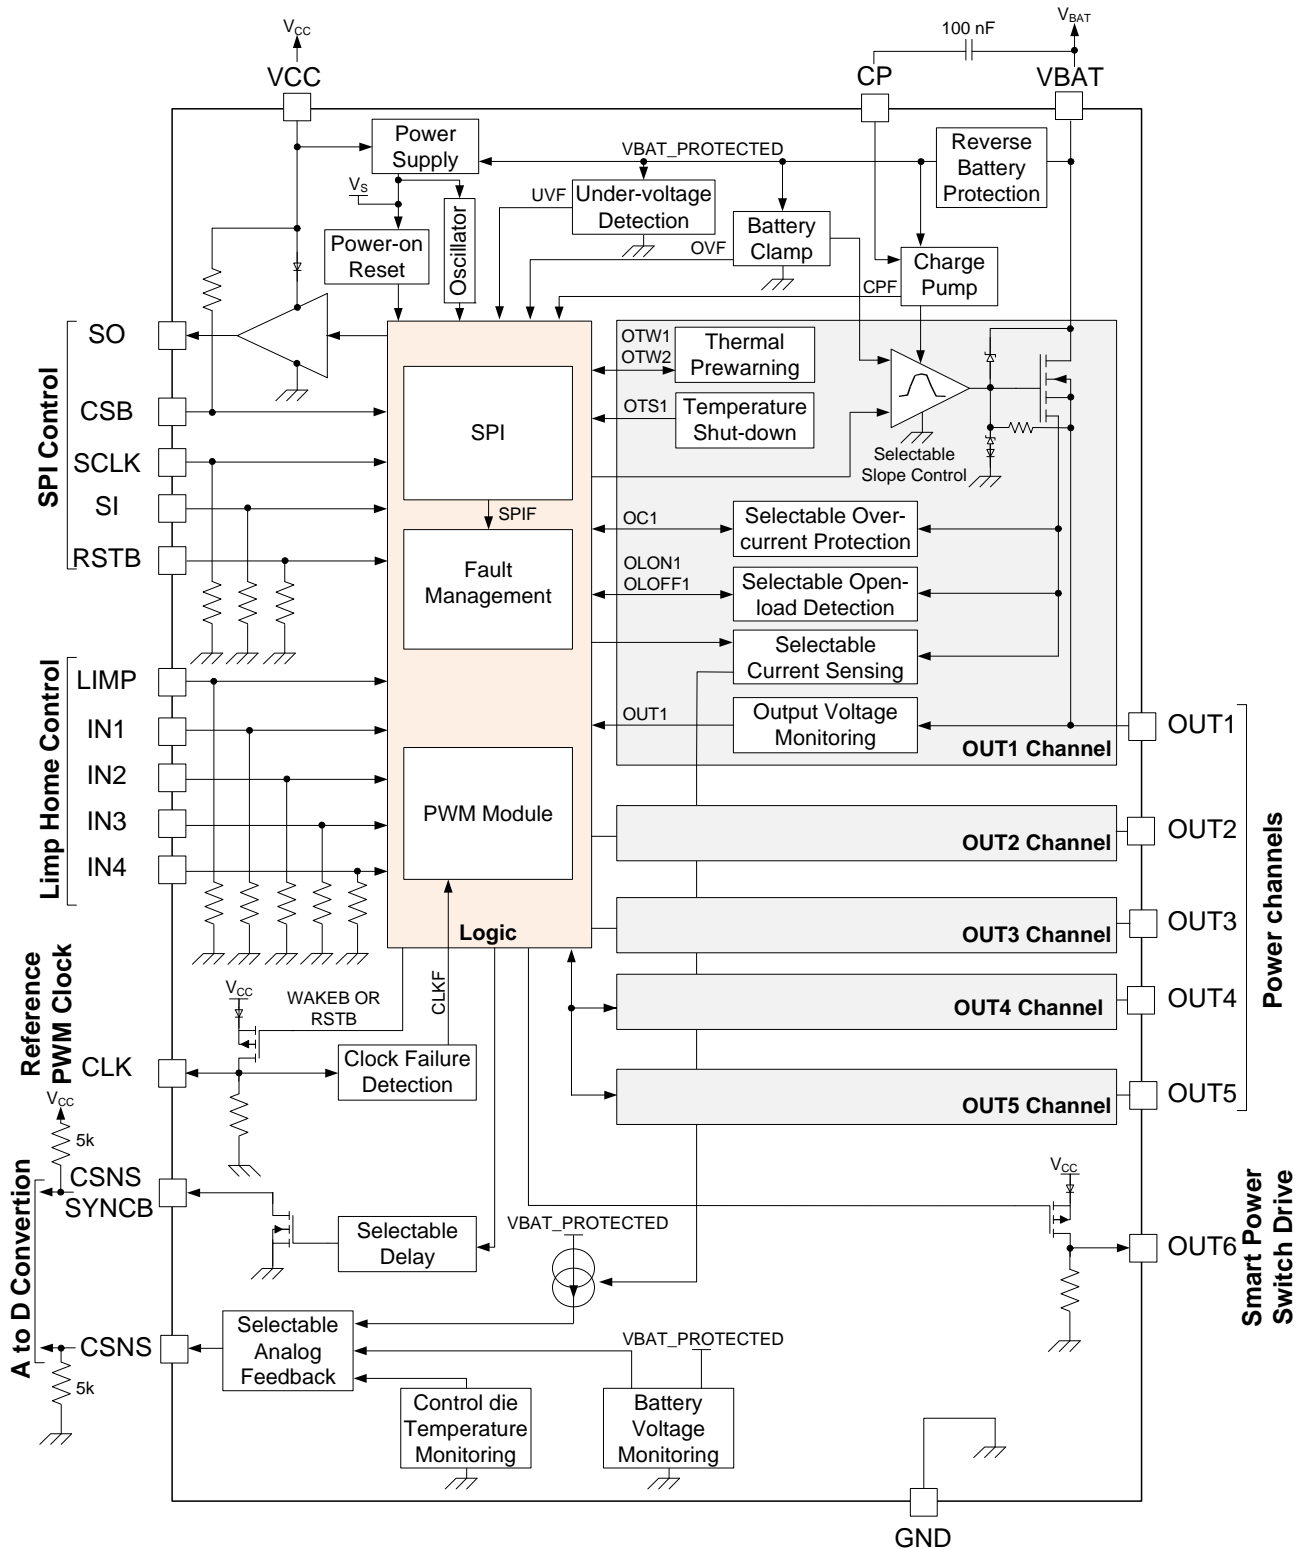 VCC
100 nF
VBAT
VCC
CP
VBAT
Power
Supply
VBAT_PROTECTED
Reverse
Battery
Protection
VS
UVF
Under-voltage
Detection
Oscillator
Power-on
Reset
OVF
Battery
Clamp
CPF
Charge
Pump
SPI Control
SO
CSB
SCLK
SI
RSTB
SPI
SPIF
Fault
Management
PWM Module
Logic
OTW1
OTW2
Thermal
Prewarning
OTS1
Temperature
Shut-down
Selectable
Slope Control
OC1
Selectable Over-
current Protection
OLON1
OLOFF1
Selectable Open-
load Detection
Selectable
Current Sensing
OUT1
Output Voltage
Monitoring
OUT1 Channel
OUT1
Limp Home Control
LIMP
IN1
IN2
IN3
IN4
OUT2 Channel
OUT2
OUT3 Channel
OUT3
OUT4 Channel
OUT4
OUT5 Channel
OUT5
Power channels
Reference
PWM Clock
VCC
WAKEB OR
RSTB
CLKF
CLK
Clock Failure
Detection
VCC
5k
A to D Convertion
CSNS
SYNCB
Selectable
Delay
VBAT_PROTECTED
VCC
OUT6
Smart Power
Switch Drive
CSNS
5k
Selectable
Analog
Feedback
VBAT_PROTECTED
Control die
Temperature
Monitoring
Battery
Voltage
Monitoring
GND